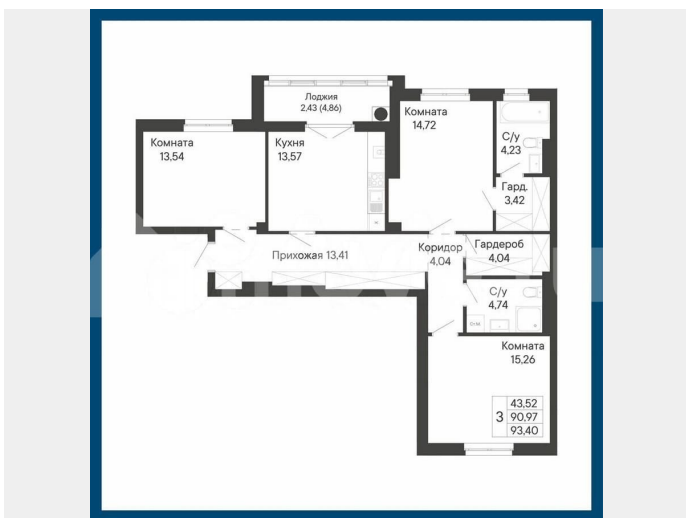 Лоджия
2,43 (4,86)
Комната
14,72
С/у
4,23
Комната
13,54
Кухня
13,57
Гард.
3,42
Прихожая 13,41
Коридор
4,04
Гардероб
4,04
С/у
4,74
Комната
15,26
3
43,52
90,97
93,40